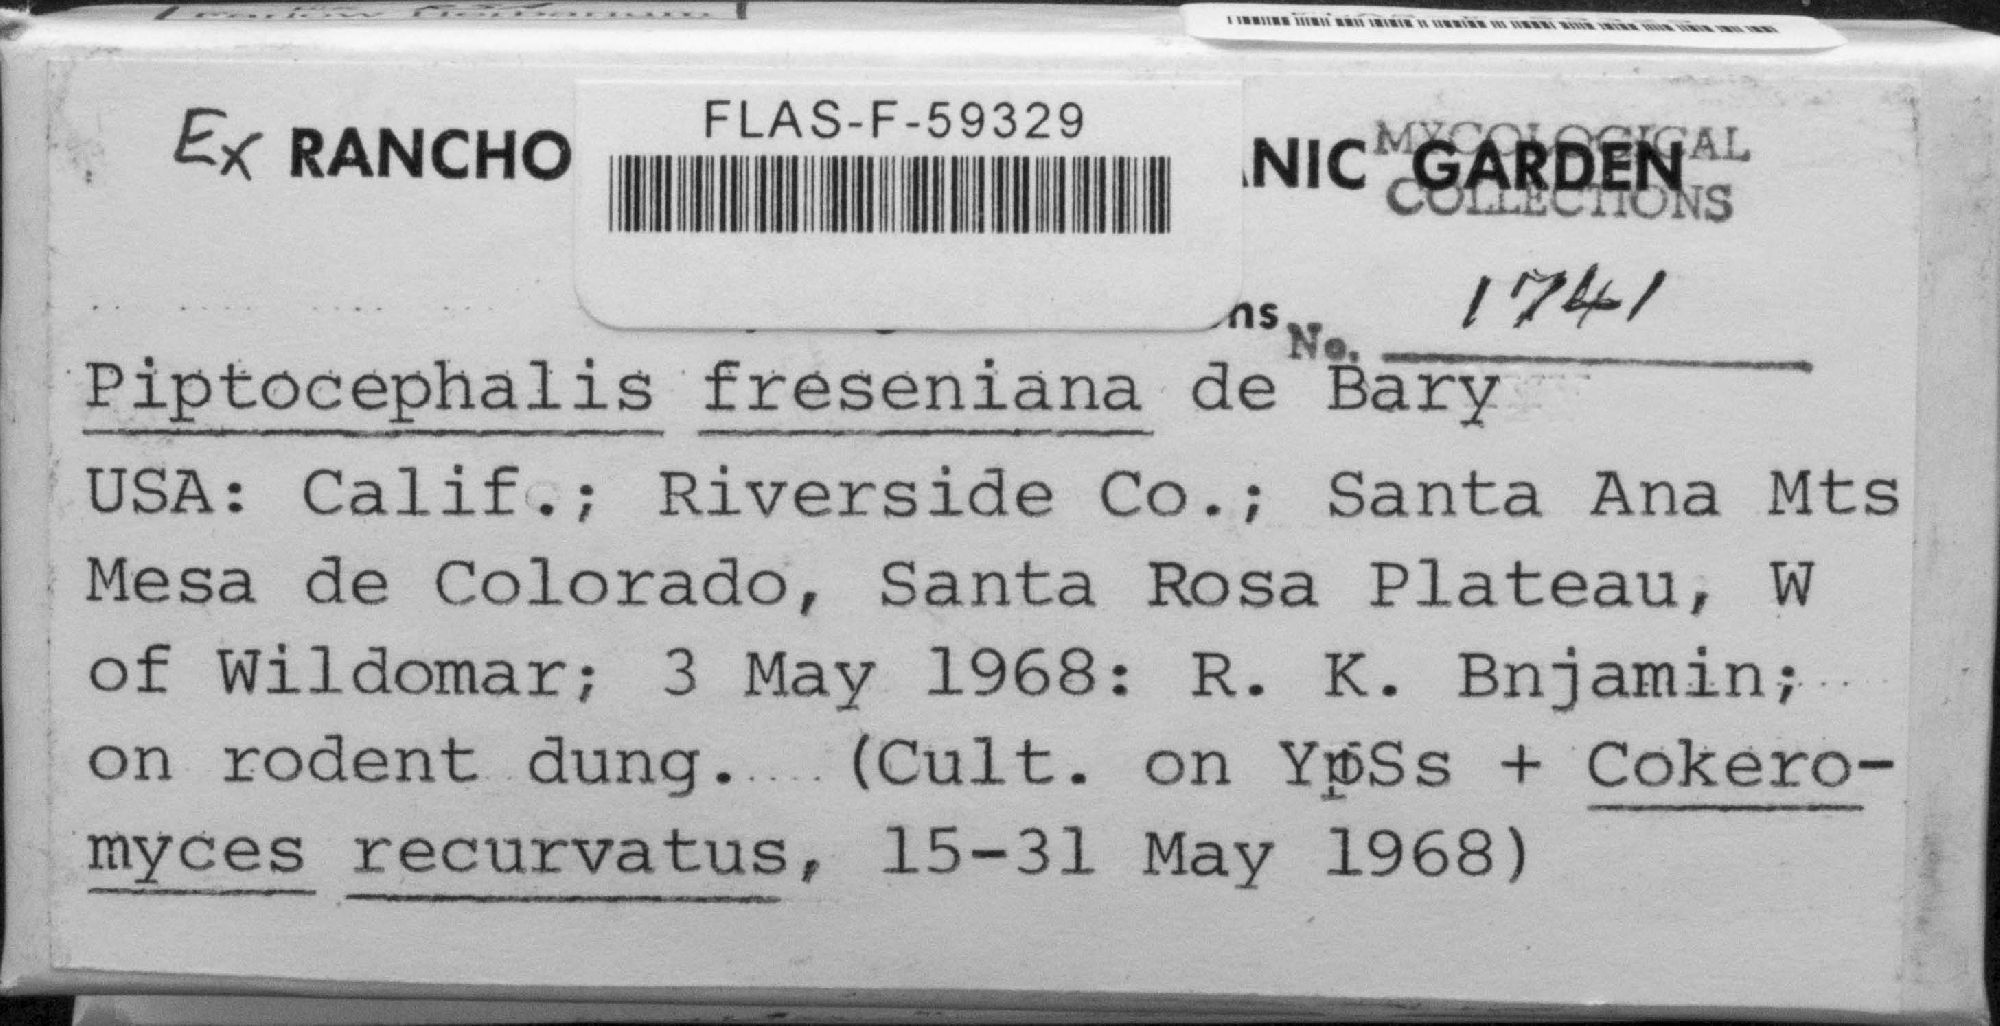 Farlow Herbarium
Ex RANCHO
FLAS-F-59329
NIC GARDEN
MYCOLOGICAL
COLLECTIONS
ns
No. 1741
Piptocephalis freseniana de Bary
USA: Calif.; Riverside Co.; Santa Ana Mts
Mesa de Colorado, Santa Rosa Plateau, W
of Wildomar; 3 May 1968: R. K. Bnjamin;
on rodent dung. (Cult. on YpSs + Cokero-
myces recurvatus, 15-31 May 1968)